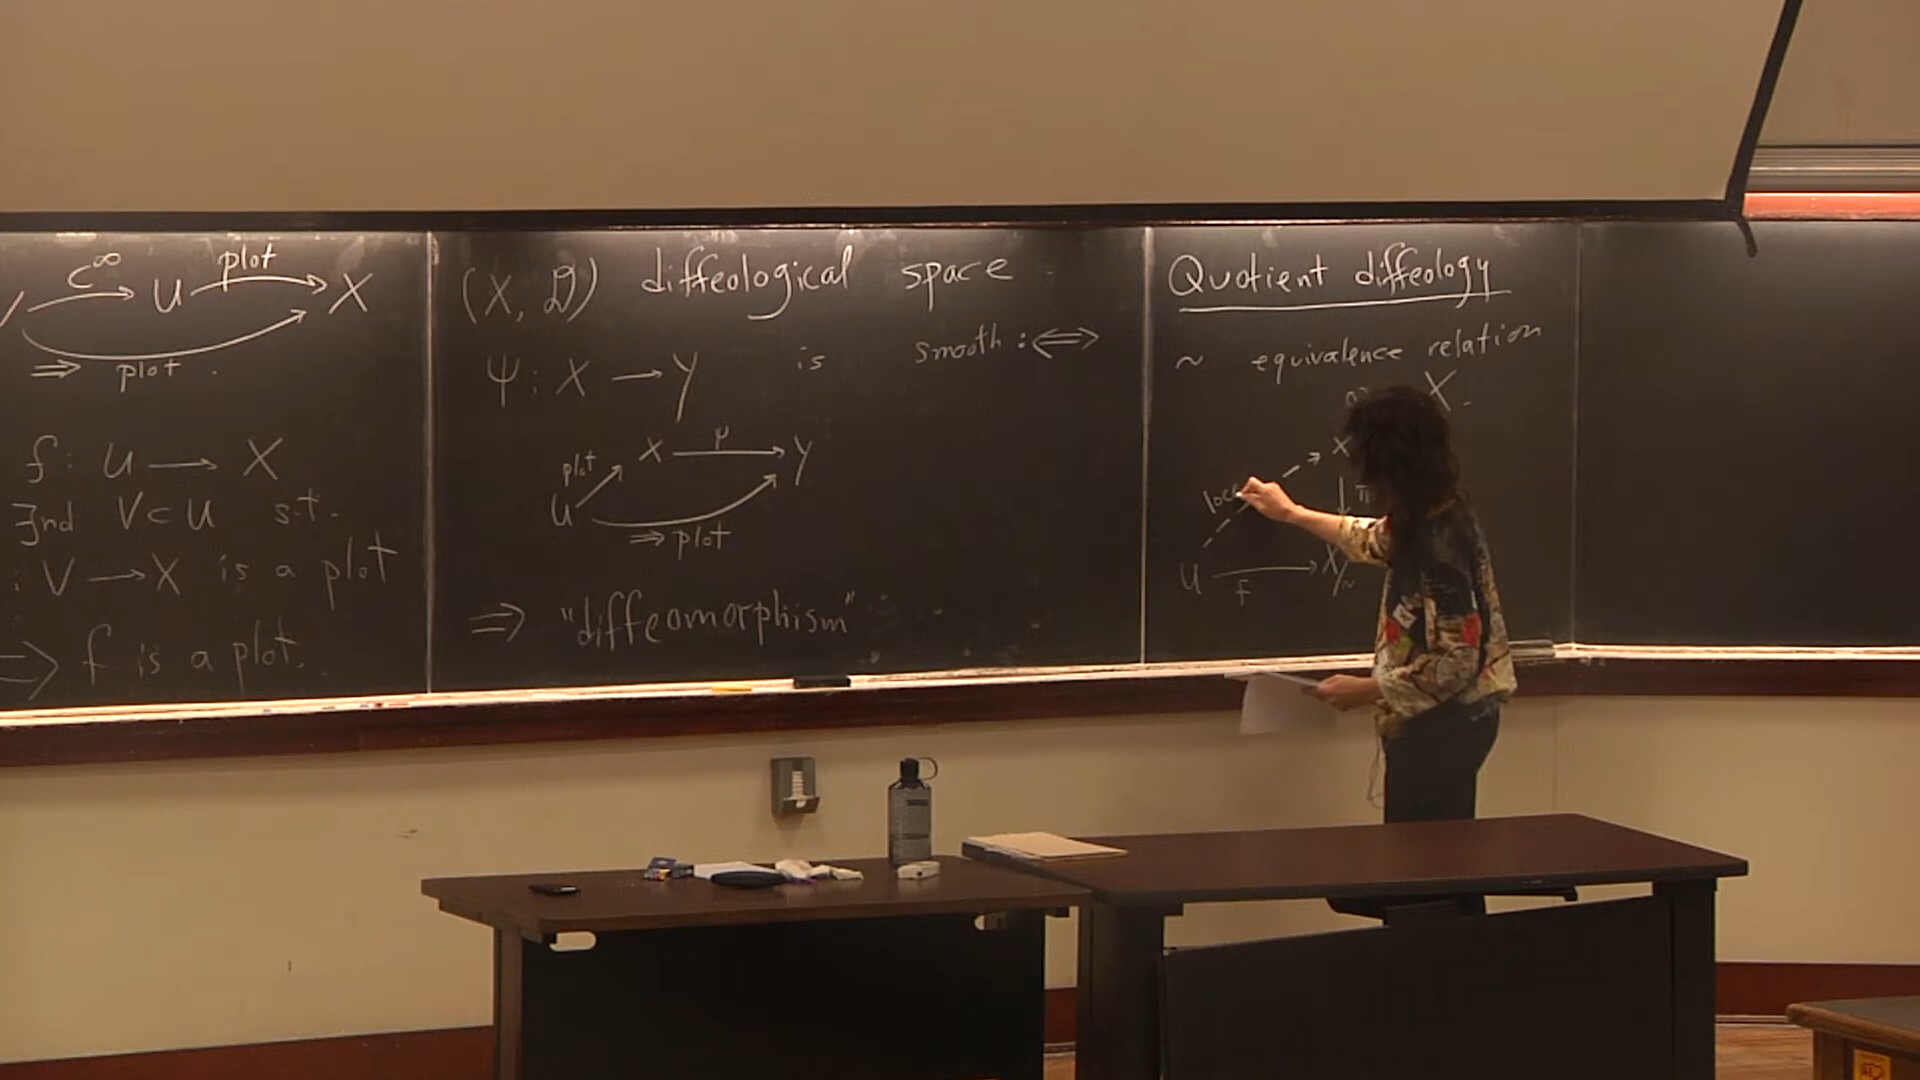 C∞ plot
U X
⟹ plot.
f: U ⟶ X
∃nd V⊂U s.t.
: V ⟶ X is a plot
⟹ f is a plot.
(X, D) diffeological space
Ψ: X ⟶ Y is smooth :⟺
plot X Ψ Y
U
⟹ plot
⟹ "diffeomorphism"
Quotient diffeology
~ equivalence relation
X.
X
π
U f X/~